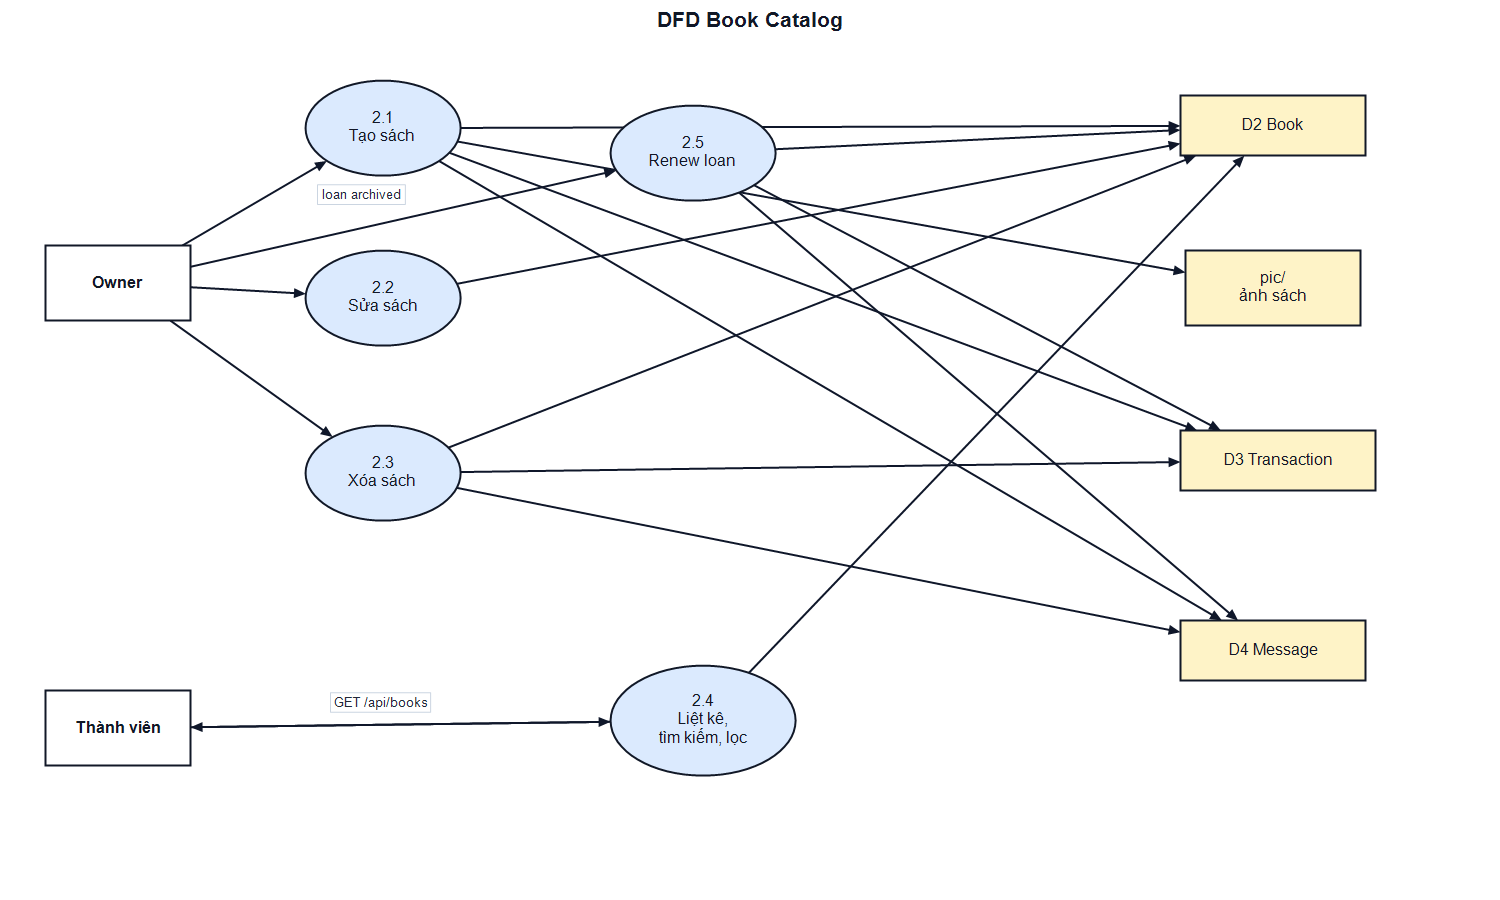 DFD Book Catalog
2.1
Tạo sách
2.5
Renew loan
D2 Book
loan archived
Owner
2.2
Sửa sách
pic/
ảnh sách
2.3
Xóa sách
D3 Transaction
D4 Message
GET /api/books
Thành viên
2.4
Liệt kê,
tìm kiếm, lọc